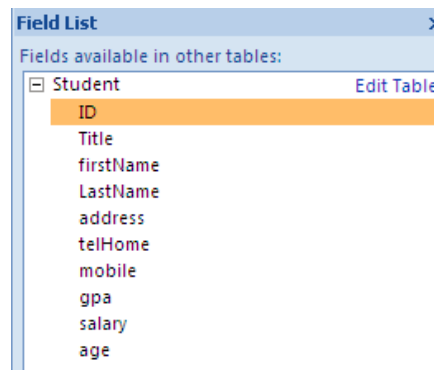 Field List
Fields available in other tables:
Student Edit Table
ID
Title
firstName
LastName
address
telHome
mobile
gpa
salary
age